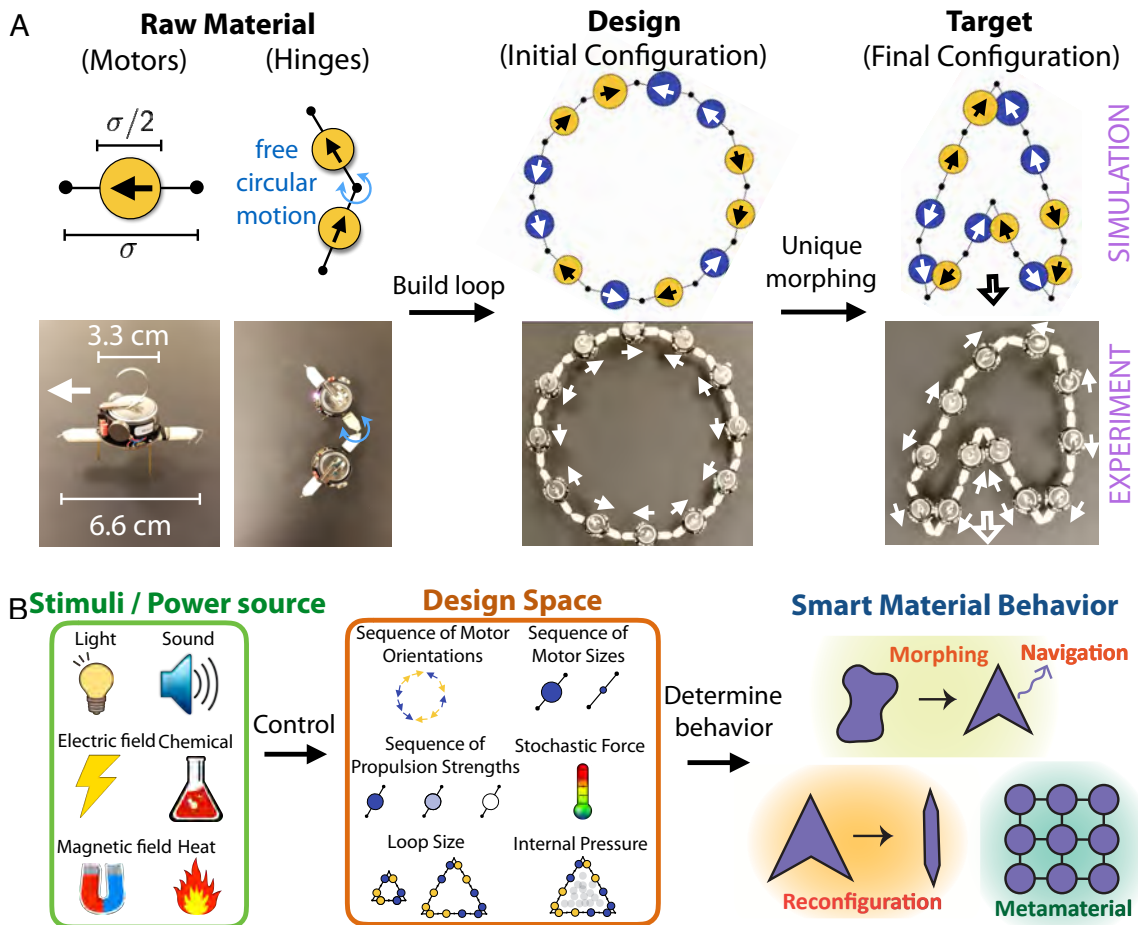 A
Raw Material
(Motors)
(Hinges)
σ/2
σ
free
circular
motion
Build loop
Design
(Initial Configuration)
Unique
morphing
Target
(Final Configuration)
SIMULATION
3.3 cm
6.6 cm
EXPERIMENT
B
Stimuli / Power source
Light
Sound
Electric field
Chemical
Magnetic field
Heat
Control
Design Space
Sequence of Motor
Orientations
Sequence of
Motor Sizes
Sequence of
Propulsion Strengths
Stochastic Force
Loop Size
Internal Pressure
Determine
behavior
Smart Material Behavior
Morphing
Navigation
Reconfiguration
Metamaterial